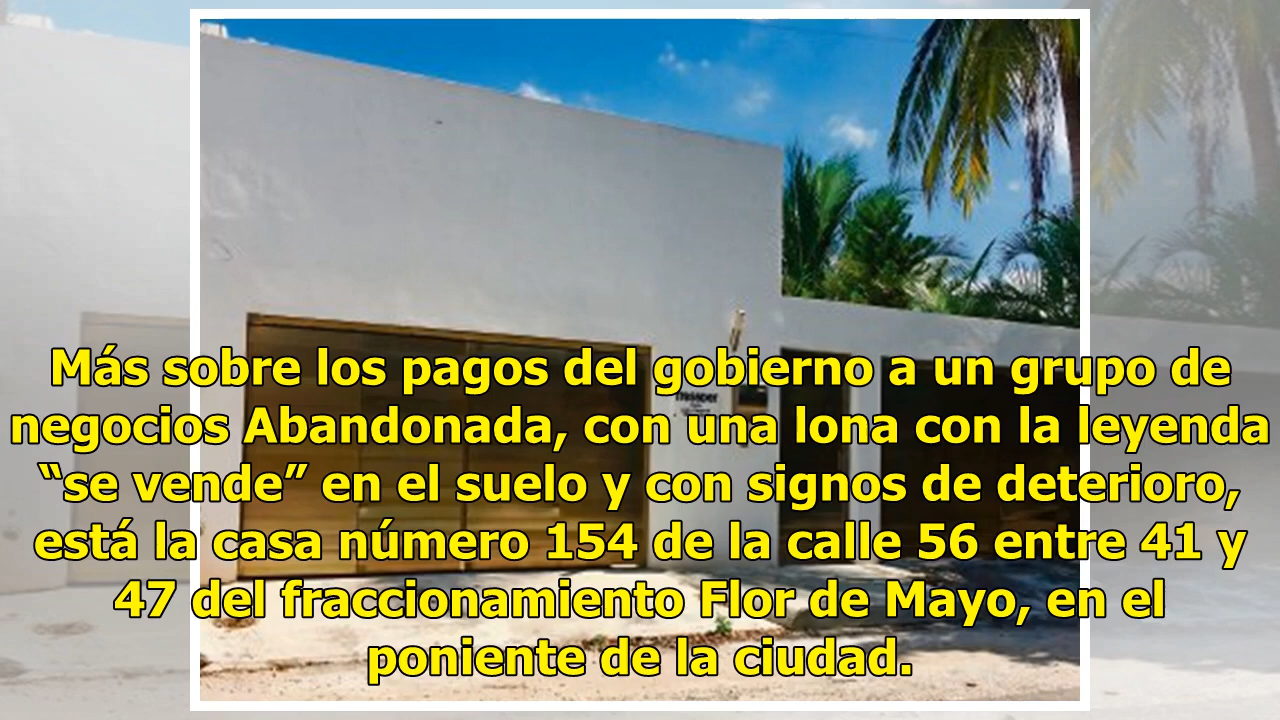 Más sobre los pagos del gobierno a un grupo de
negocios Abandonada, con una lona con la leyenda
“se vende” en el suelo y con signos de deterioro,
está la casa número 154 de la calle 56 entre 41 y
47 del fraccionamiento Flor de Mayo, en el
poniente de la ciudad.